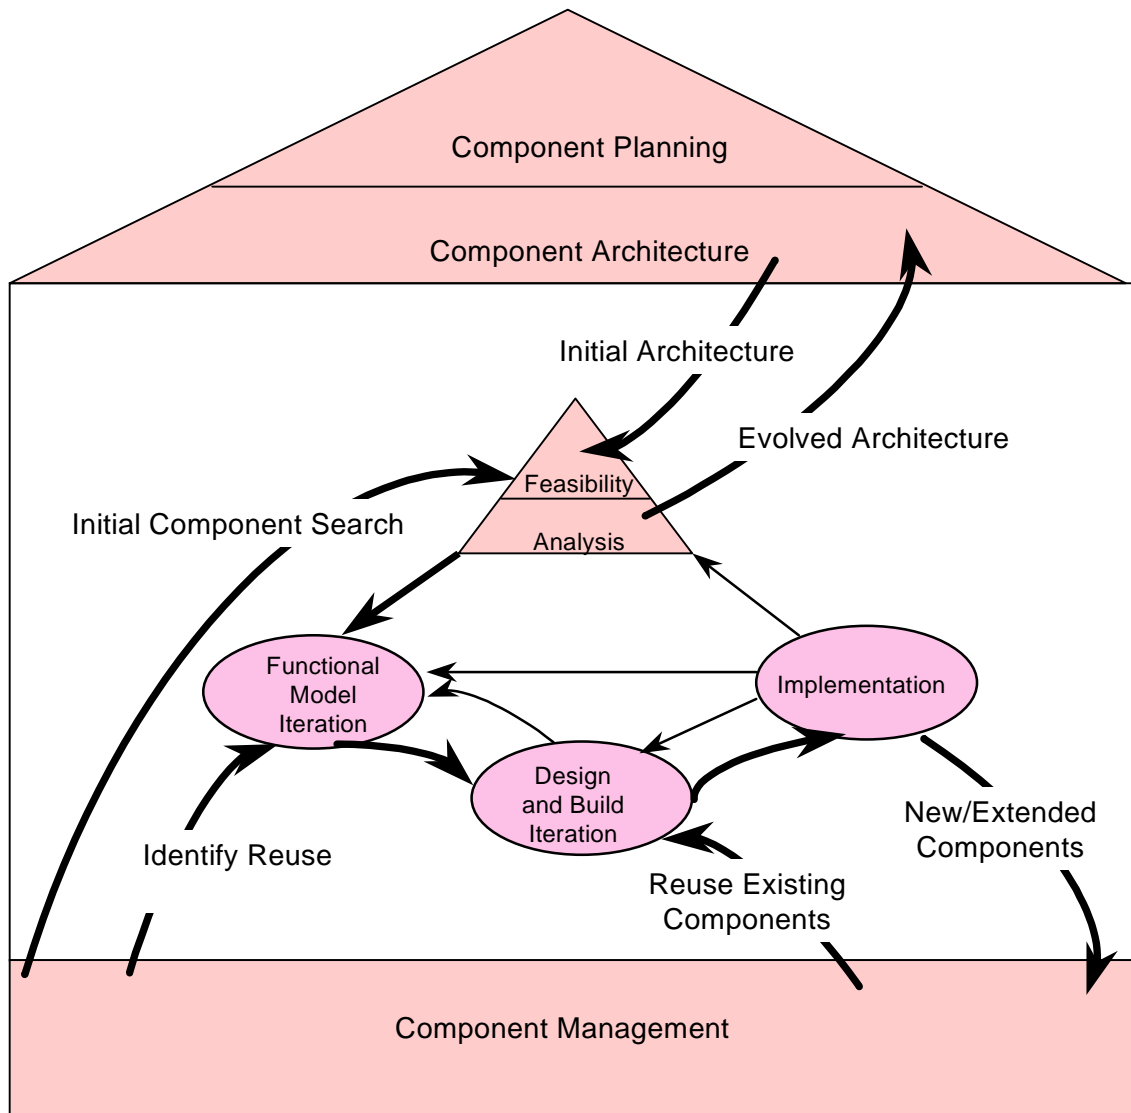 Component Planning
Component Architecture
Initial Architecture
Evolved Architecture
Feasibility
Initial Component Search
Analysis
Functional
Model
Iteration
Implementation
Design
and Build
Iteration
New/Extended
Components
Identify Reuse
Reuse Existing
Components
Component Management